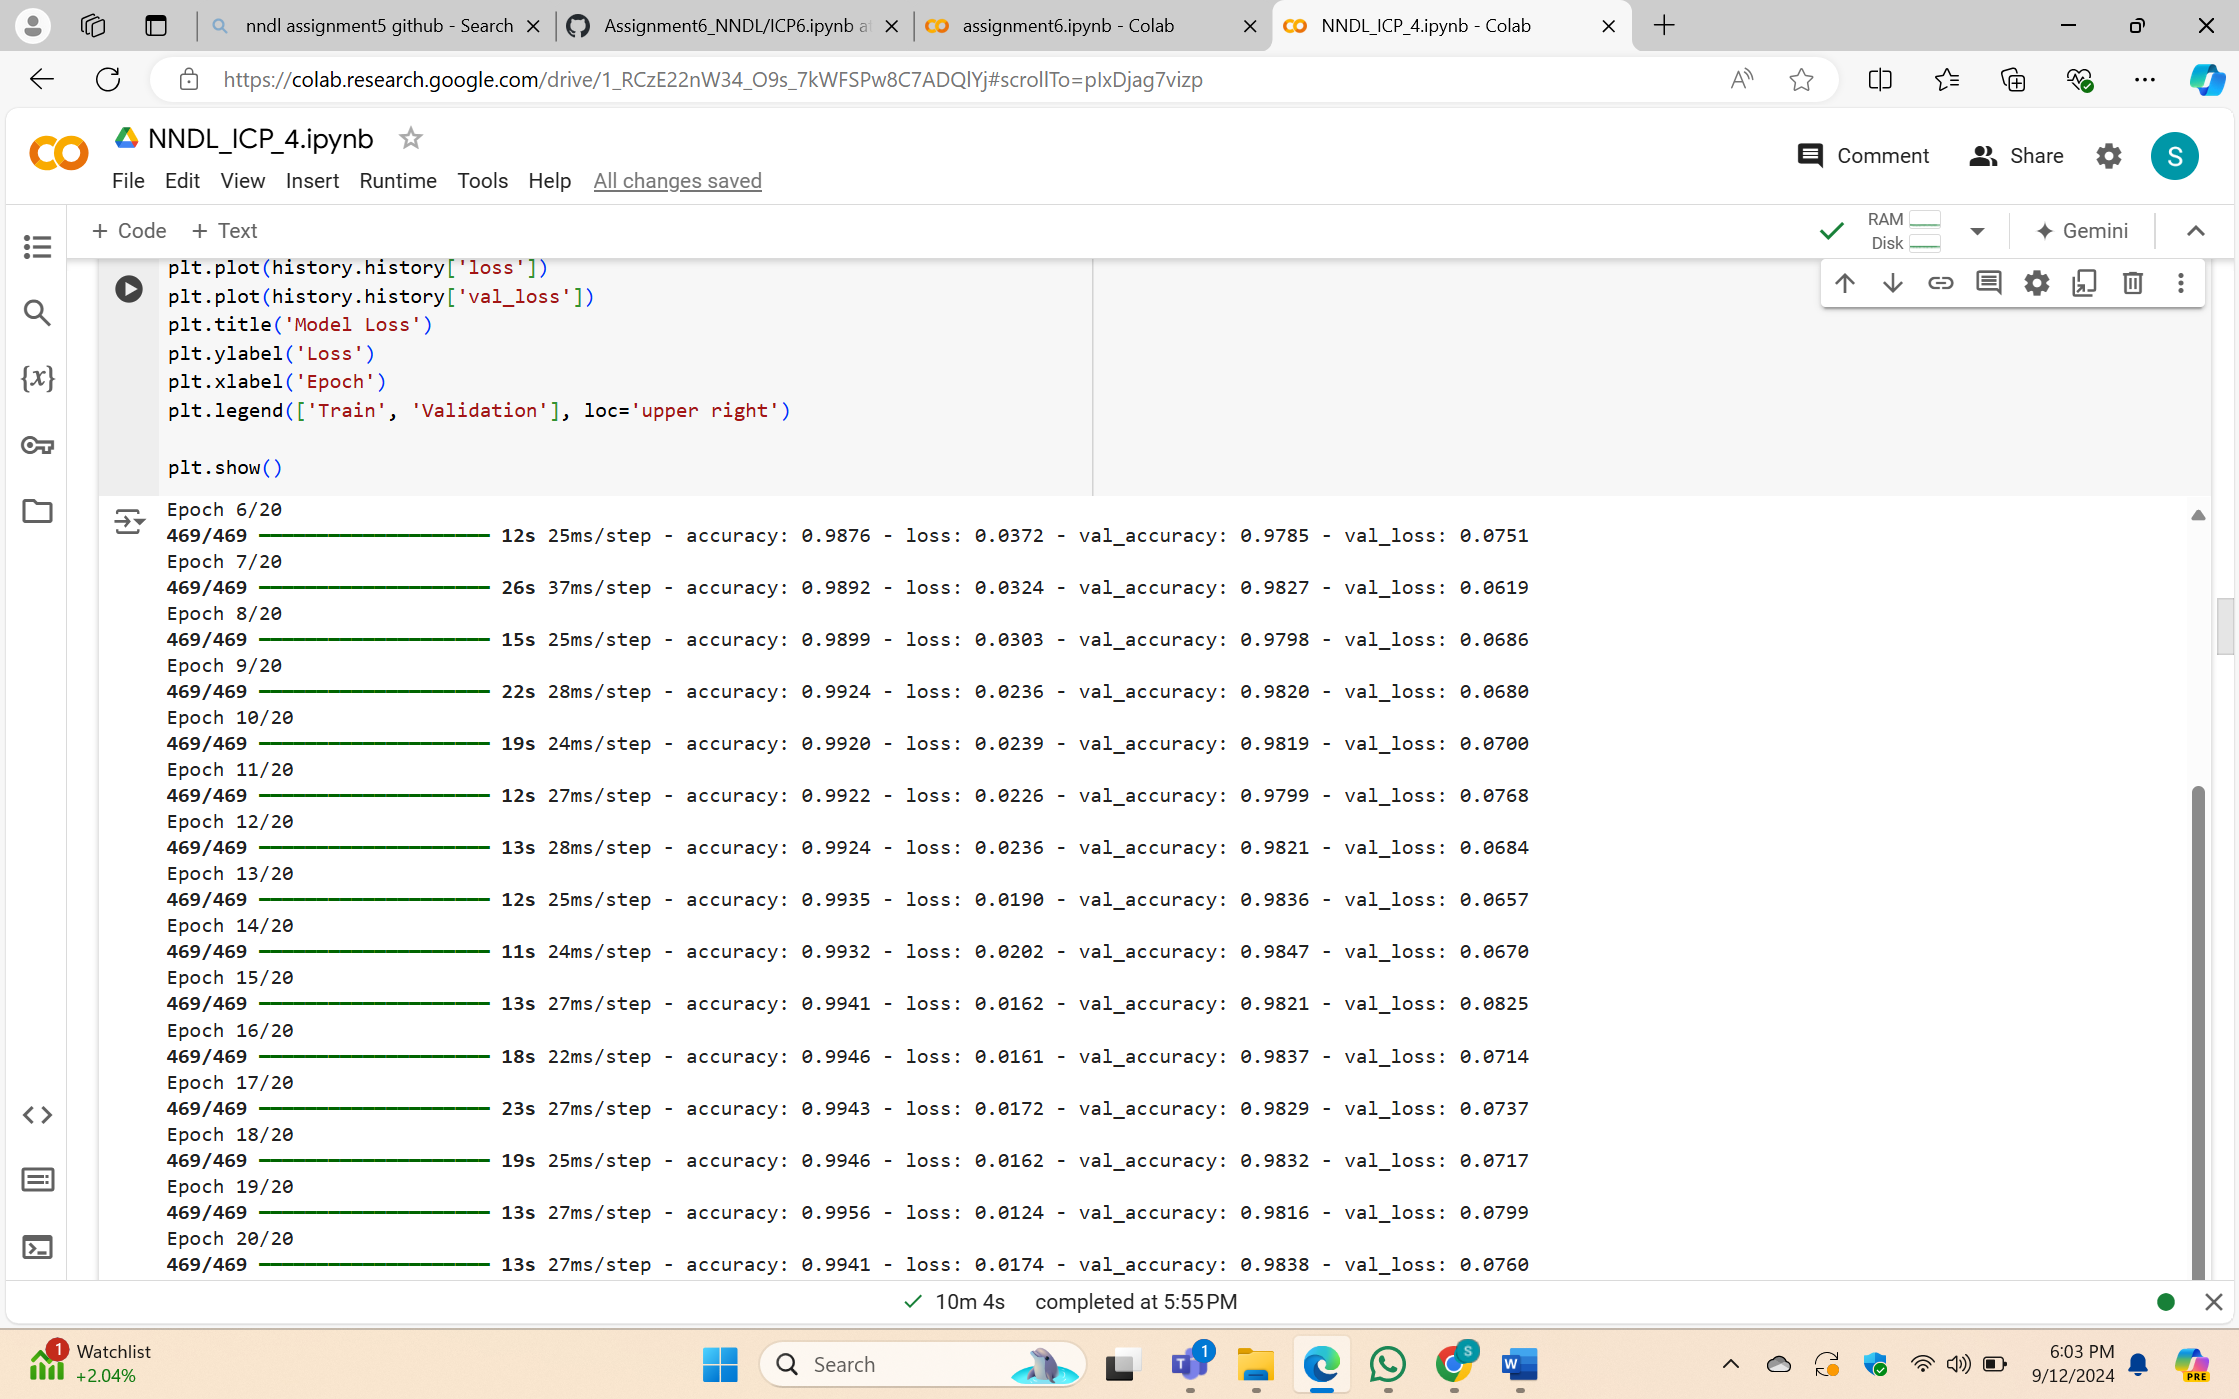 nndl assignment5 github - Search
Assignment6_NNDL/ICP6.ipynb at
assignment6.ipynb - Colab
NNDL_ICP_4.ipynb - Colab
https://colab.research.google.com/drive/1_RCzE22nW34_O9s_7kWFSPw8C7ADQlYj#scrollTo=pIxDjag7vizp
NNDL_ICP_4.ipynb
Comment
Share
S
File Edit View Insert Runtime Tools Help All changes saved
+ Code + Text
RAM
Disk
Gemini
plt.plot(history.history['loss'])
plt.plot(history.history['val_loss'])
plt.title('Model Loss')
plt.ylabel('Loss')
plt.xlabel('Epoch')
plt.legend(['Train', 'Validation'], loc='upper right')
plt.show()
Epoch 6/20
469/469 12s 25ms/step - accuracy: 0.9876 - loss: 0.0372 - val_accuracy: 0.9785 - val_loss: 0.0751
Epoch 7/20
469/469 26s 37ms/step - accuracy: 0.9892 - loss: 0.0324 - val_accuracy: 0.9827 - val_loss: 0.0619
Epoch 8/20
469/469 15s 25ms/step - accuracy: 0.9899 - loss: 0.0303 - val_accuracy: 0.9798 - val_loss: 0.0686
Epoch 9/20
469/469 22s 28ms/step - accuracy: 0.9924 - loss: 0.0236 - val_accuracy: 0.9820 - val_loss: 0.0680
Epoch 10/20
469/469 19s 24ms/step - accuracy: 0.9920 - loss: 0.0239 - val_accuracy: 0.9819 - val_loss: 0.0700
Epoch 11/20
469/469 12s 27ms/step - accuracy: 0.9922 - loss: 0.0226 - val_accuracy: 0.9799 - val_loss: 0.0768
Epoch 12/20
469/469 13s 28ms/step - accuracy: 0.9924 - loss: 0.0236 - val_accuracy: 0.9821 - val_loss: 0.0684
Epoch 13/20
469/469 12s 25ms/step - accuracy: 0.9935 - loss: 0.0190 - val_accuracy: 0.9836 - val_loss: 0.0657
Epoch 14/20
469/469 11s 24ms/step - accuracy: 0.9932 - loss: 0.0202 - val_accuracy: 0.9847 - val_loss: 0.0670
Epoch 15/20
469/469 13s 27ms/step - accuracy: 0.9941 - loss: 0.0162 - val_accuracy: 0.9821 - val_loss: 0.0825
Epoch 16/20
469/469 18s 22ms/step - accuracy: 0.9946 - loss: 0.0161 - val_accuracy: 0.9837 - val_loss: 0.0714
Epoch 17/20
469/469 23s 27ms/step - accuracy: 0.9943 - loss: 0.0172 - val_accuracy: 0.9829 - val_loss: 0.0737
Epoch 18/20
469/469 19s 25ms/step - accuracy: 0.9946 - loss: 0.0162 - val_accuracy: 0.9832 - val_loss: 0.0717
Epoch 19/20
469/469 13s 27ms/step - accuracy: 0.9956 - loss: 0.0124 - val_accuracy: 0.9816 - val_loss: 0.0799
Epoch 20/20
469/469 13s 27ms/step - accuracy: 0.9941 - loss: 0.0174 - val_accuracy: 0.9838 - val_loss: 0.0760
10m 4s completed at 5:55 PM
1
Watchlist
+2.04%
Search
1
S
6:03 PM
9/12/2024
PRE